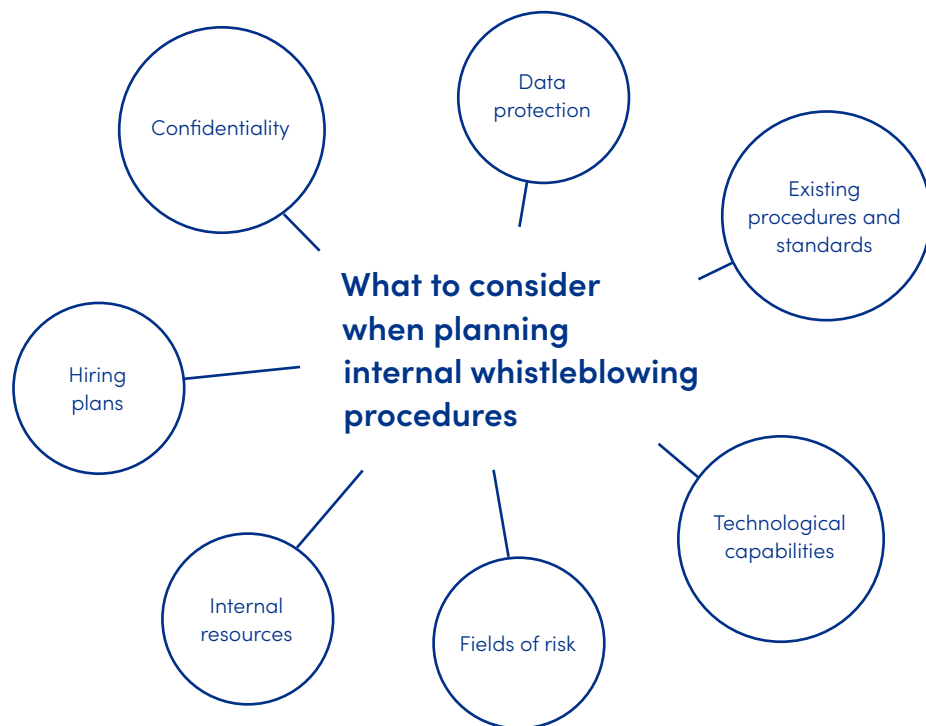 Data
protection
Confidentiality
Existing
procedures and
standards
What to consider
when planning
internal whistleblowing
procedures
Hiring
plans
Technological
capabilities
Internal
resources
Fields of risk